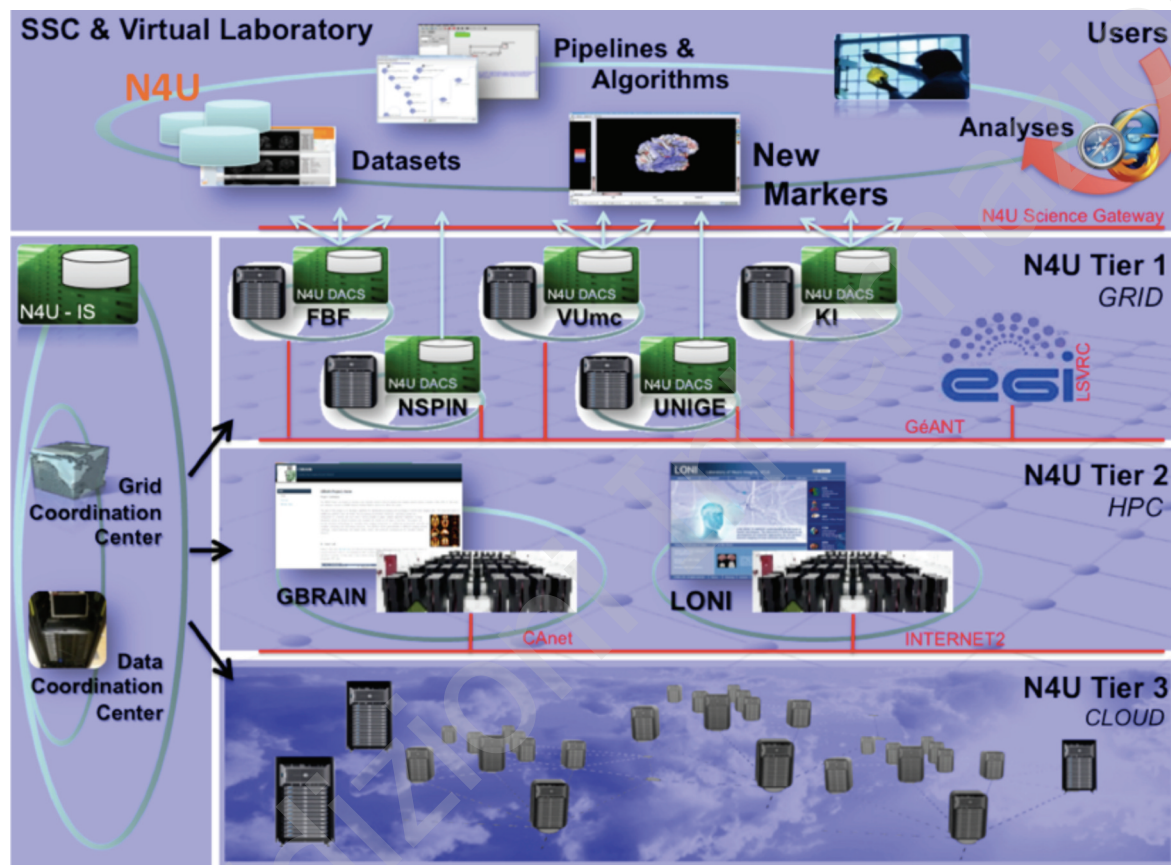 SSC & Virtual Laboratory
Users
Pipelines &
Algorithms
N4U
Analyses
Datasets
New
Markers
N4U Science Gateway
N4U - IS
N4U Tier 1
GRID
N4U DACS
FBF
N4U DACS
VUmc
N4U DACS
KI
N4U DACS
NSPIN
N4U DACS
UNIGE
egi
LSVRC
GéANT
Grid
Coordination
Center
Data
Coordination
Center
N4U Tier 2
HPC
LONI
GBRAIN
LONI
CAnet
INTERNET2
N4U Tier 3
CLOUD